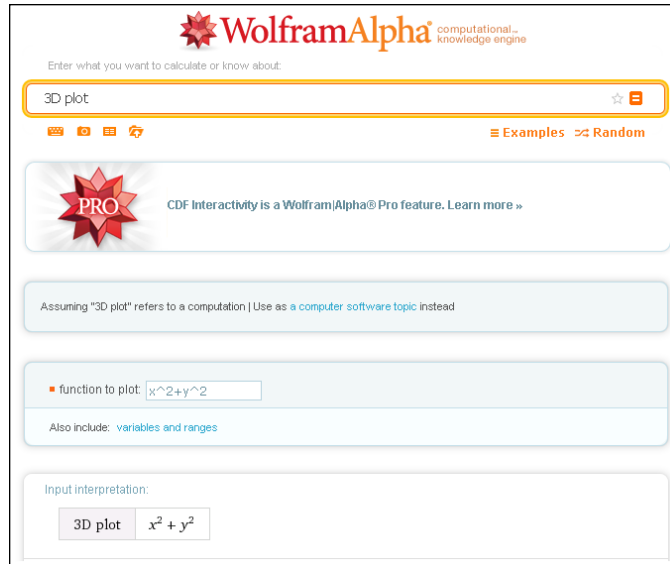 WolframAlpha® computational...
knowledge engine
Enter what you want to calculate or know about:
3D plot
Examples Random
PRO
CDF Interactivity is a Wolfram|Alpha® Pro feature. Learn more »
Assuming "3D plot" refers to a computation | Use as a computer software topic instead
function to plot: x^2+y^2
Also include: variables and ranges
Input interpretation:
3D plot x² + y²